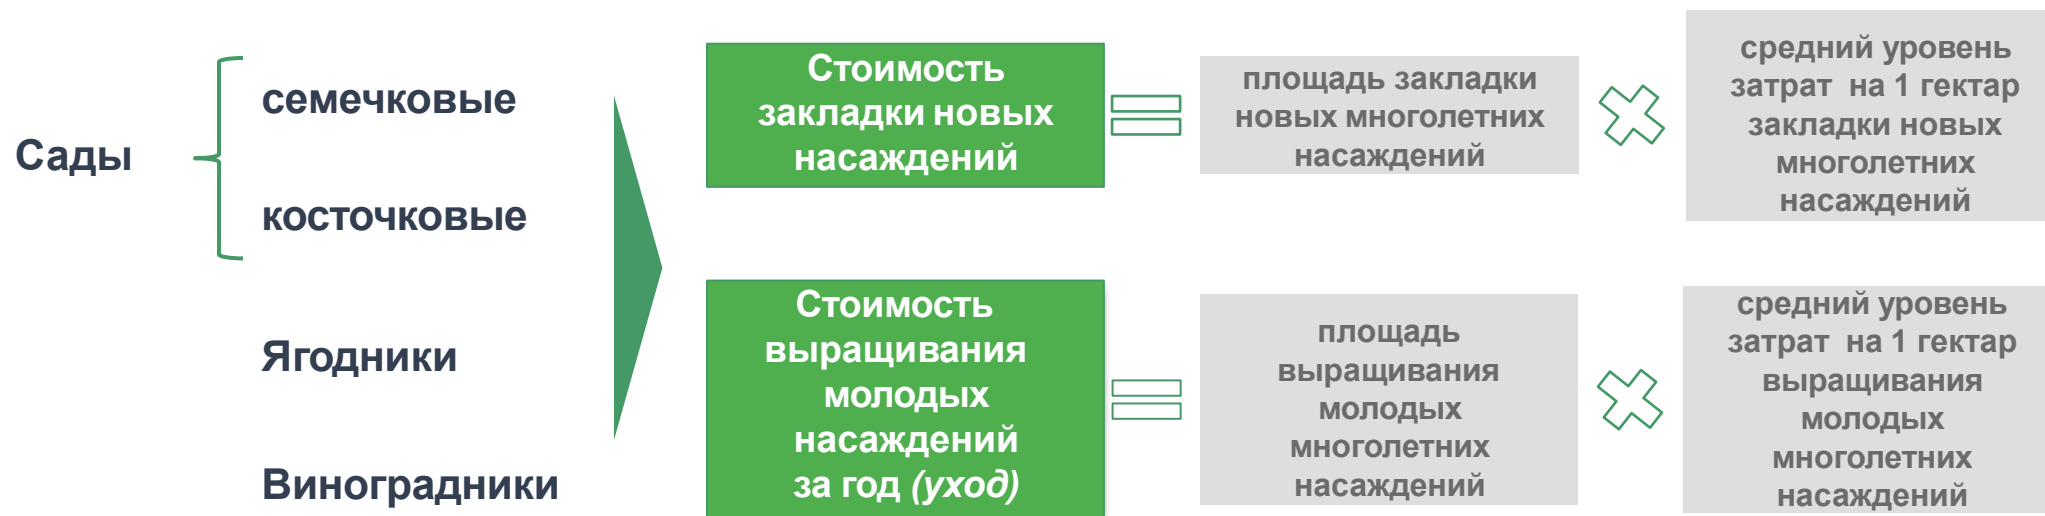 Сады
семечковые
косточковые
Ягодники
Виноградники
Стоимость
закладки новых
насаждений
площадь закладки
новых многолетних
насаждений
средний уровень
затрат на 1 гектар
закладки новых
многолетних
насаждений
Стоимость
выращивания
молодых
насаждений
за год (уход)
площадь
выращивания
молодых
многолетних
насаждений
средний уровень
затрат на 1 гектар
выращивания
молодых
многолетних
насаждений